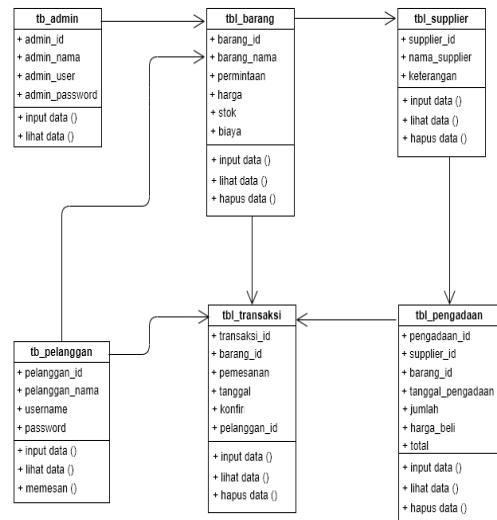 tb_admin
+ admin_id
+ admin_nama
+ admin_user
+ admin_password
+ input data ()
+ lihat data ()
tbl_barang
+ barang_id
+ barang_nama
+ permintaan
+ harga
+ stok
+ biaya
+ input data ()
+ lihat data ()
+ hapus data ()
tbl_supplier
+ supplier_id
+ nama_supplier
+ keterangan
+ input data ()
+ lihat data ()
+ hapus data ()
tb_pelanggan
+ pelanggan_id
+ pelanggan_nama
+ username
+ password
+ input data ()
+ lihat data ()
+ memesan ()
tbl_transaksi
+ transaksi_id
+ barang_id
+ pemesanan
+ tanggal
+ konfiri
+ pelanggan_id
+ input data ()
+ lihat data ()
+ hapus data ()
tbl_pengadaan
+ pengadaan_id
+ supplier_id
+ barang_id
+ tanggal_pengadaan
+ jumlah
+ harga_beli
+ total
+ input data ()
+ lihat data ()
+ hapus data ()